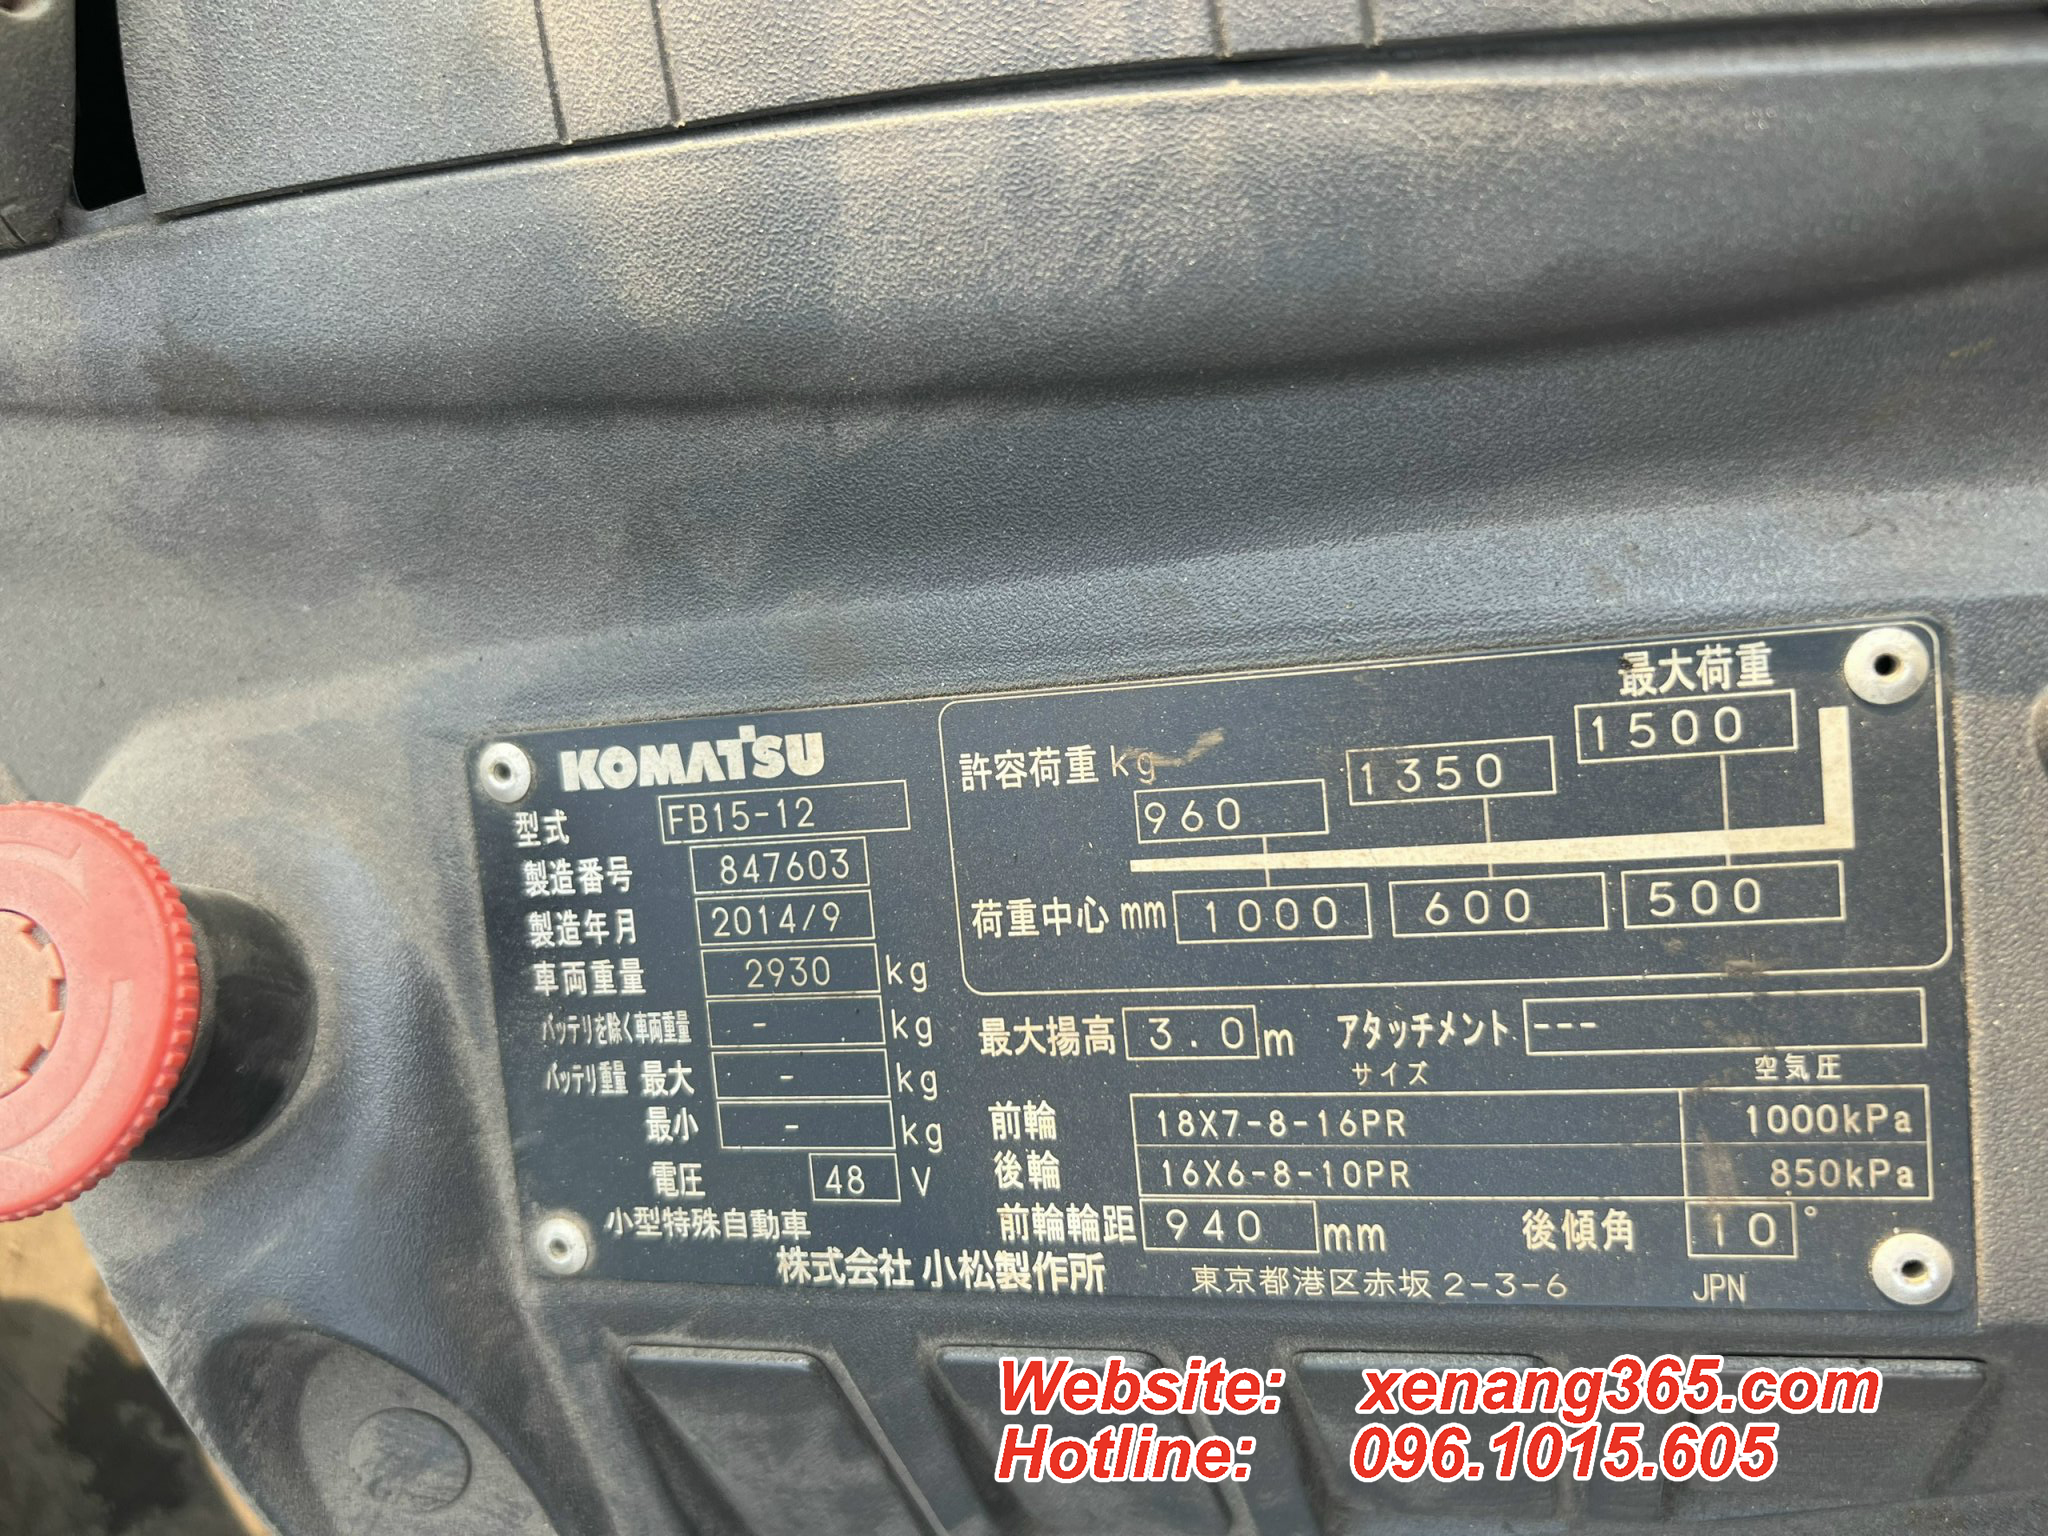 KOMATSU
型式 FB15-12
製造番号 847603
製造年月 2014/9
車両重量 2930 kg
バッテリを除く車両重量 - kg
バッテリ重量 最大 - kg
最小 - kg
電圧 48 V
小型特殊自動車
最大荷重
許容荷重 kg 960 1350 1500
荷重中心 mm 1000 600 500
最大揚高 3.0 m アタッチメント ---
サイズ 空気圧
前輪 18X7-8-16PR 1000kPa
後輪 16X6-8-10PR 850kPa
前輪輪距 940 mm 後傾角 10°
株式会社 小松製作所 東京都港区赤坂2-3-6 JPN
Website: xenang365.com
Hotline: 096.1015.605